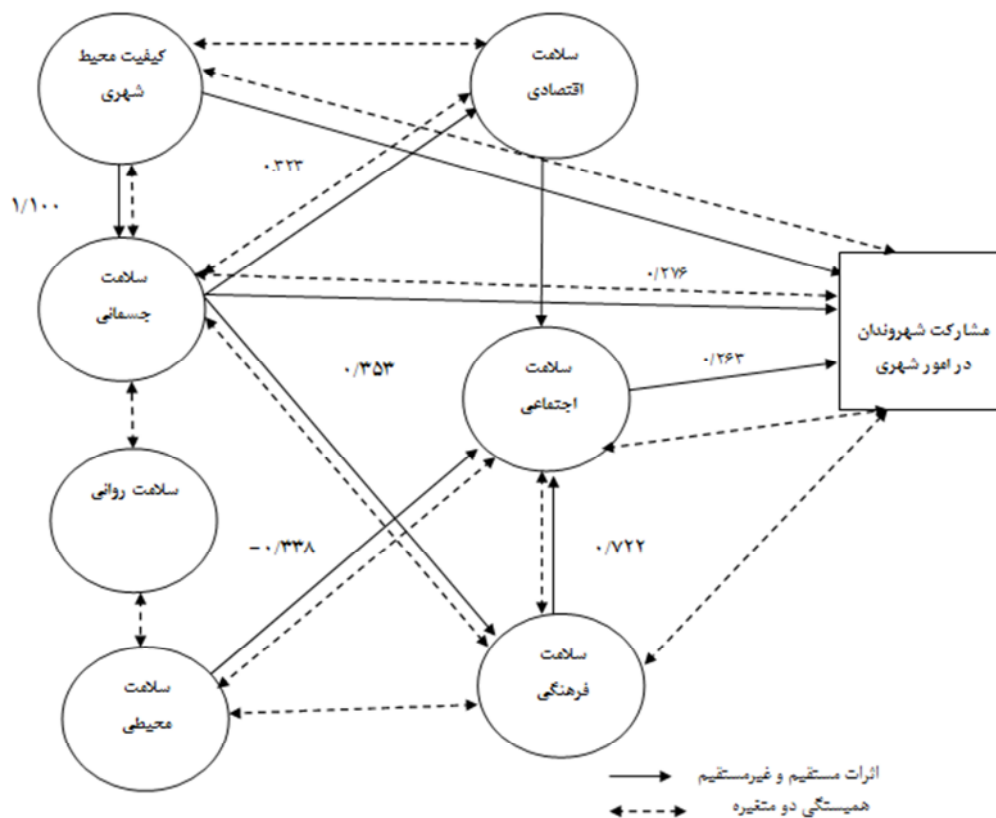 کیفیت محیط
شهری
سلامت
اقتصادی
۰.۳۲۳
۱/۱۰۰
سلامت
جسمانی
۰/۲۷۶
مشارکت شهروندان
در امور شهری
۰/۳۵۳
سلامت
اجتماعی
۰/۲۶۳
سلامت روانی
−۰/۳۳۸
۰/۷۲۲
سلامت
محیطی
سلامت
فرهنگی
اثرات مستقیم و غیرمستقیم
همیستگی دو متغیره